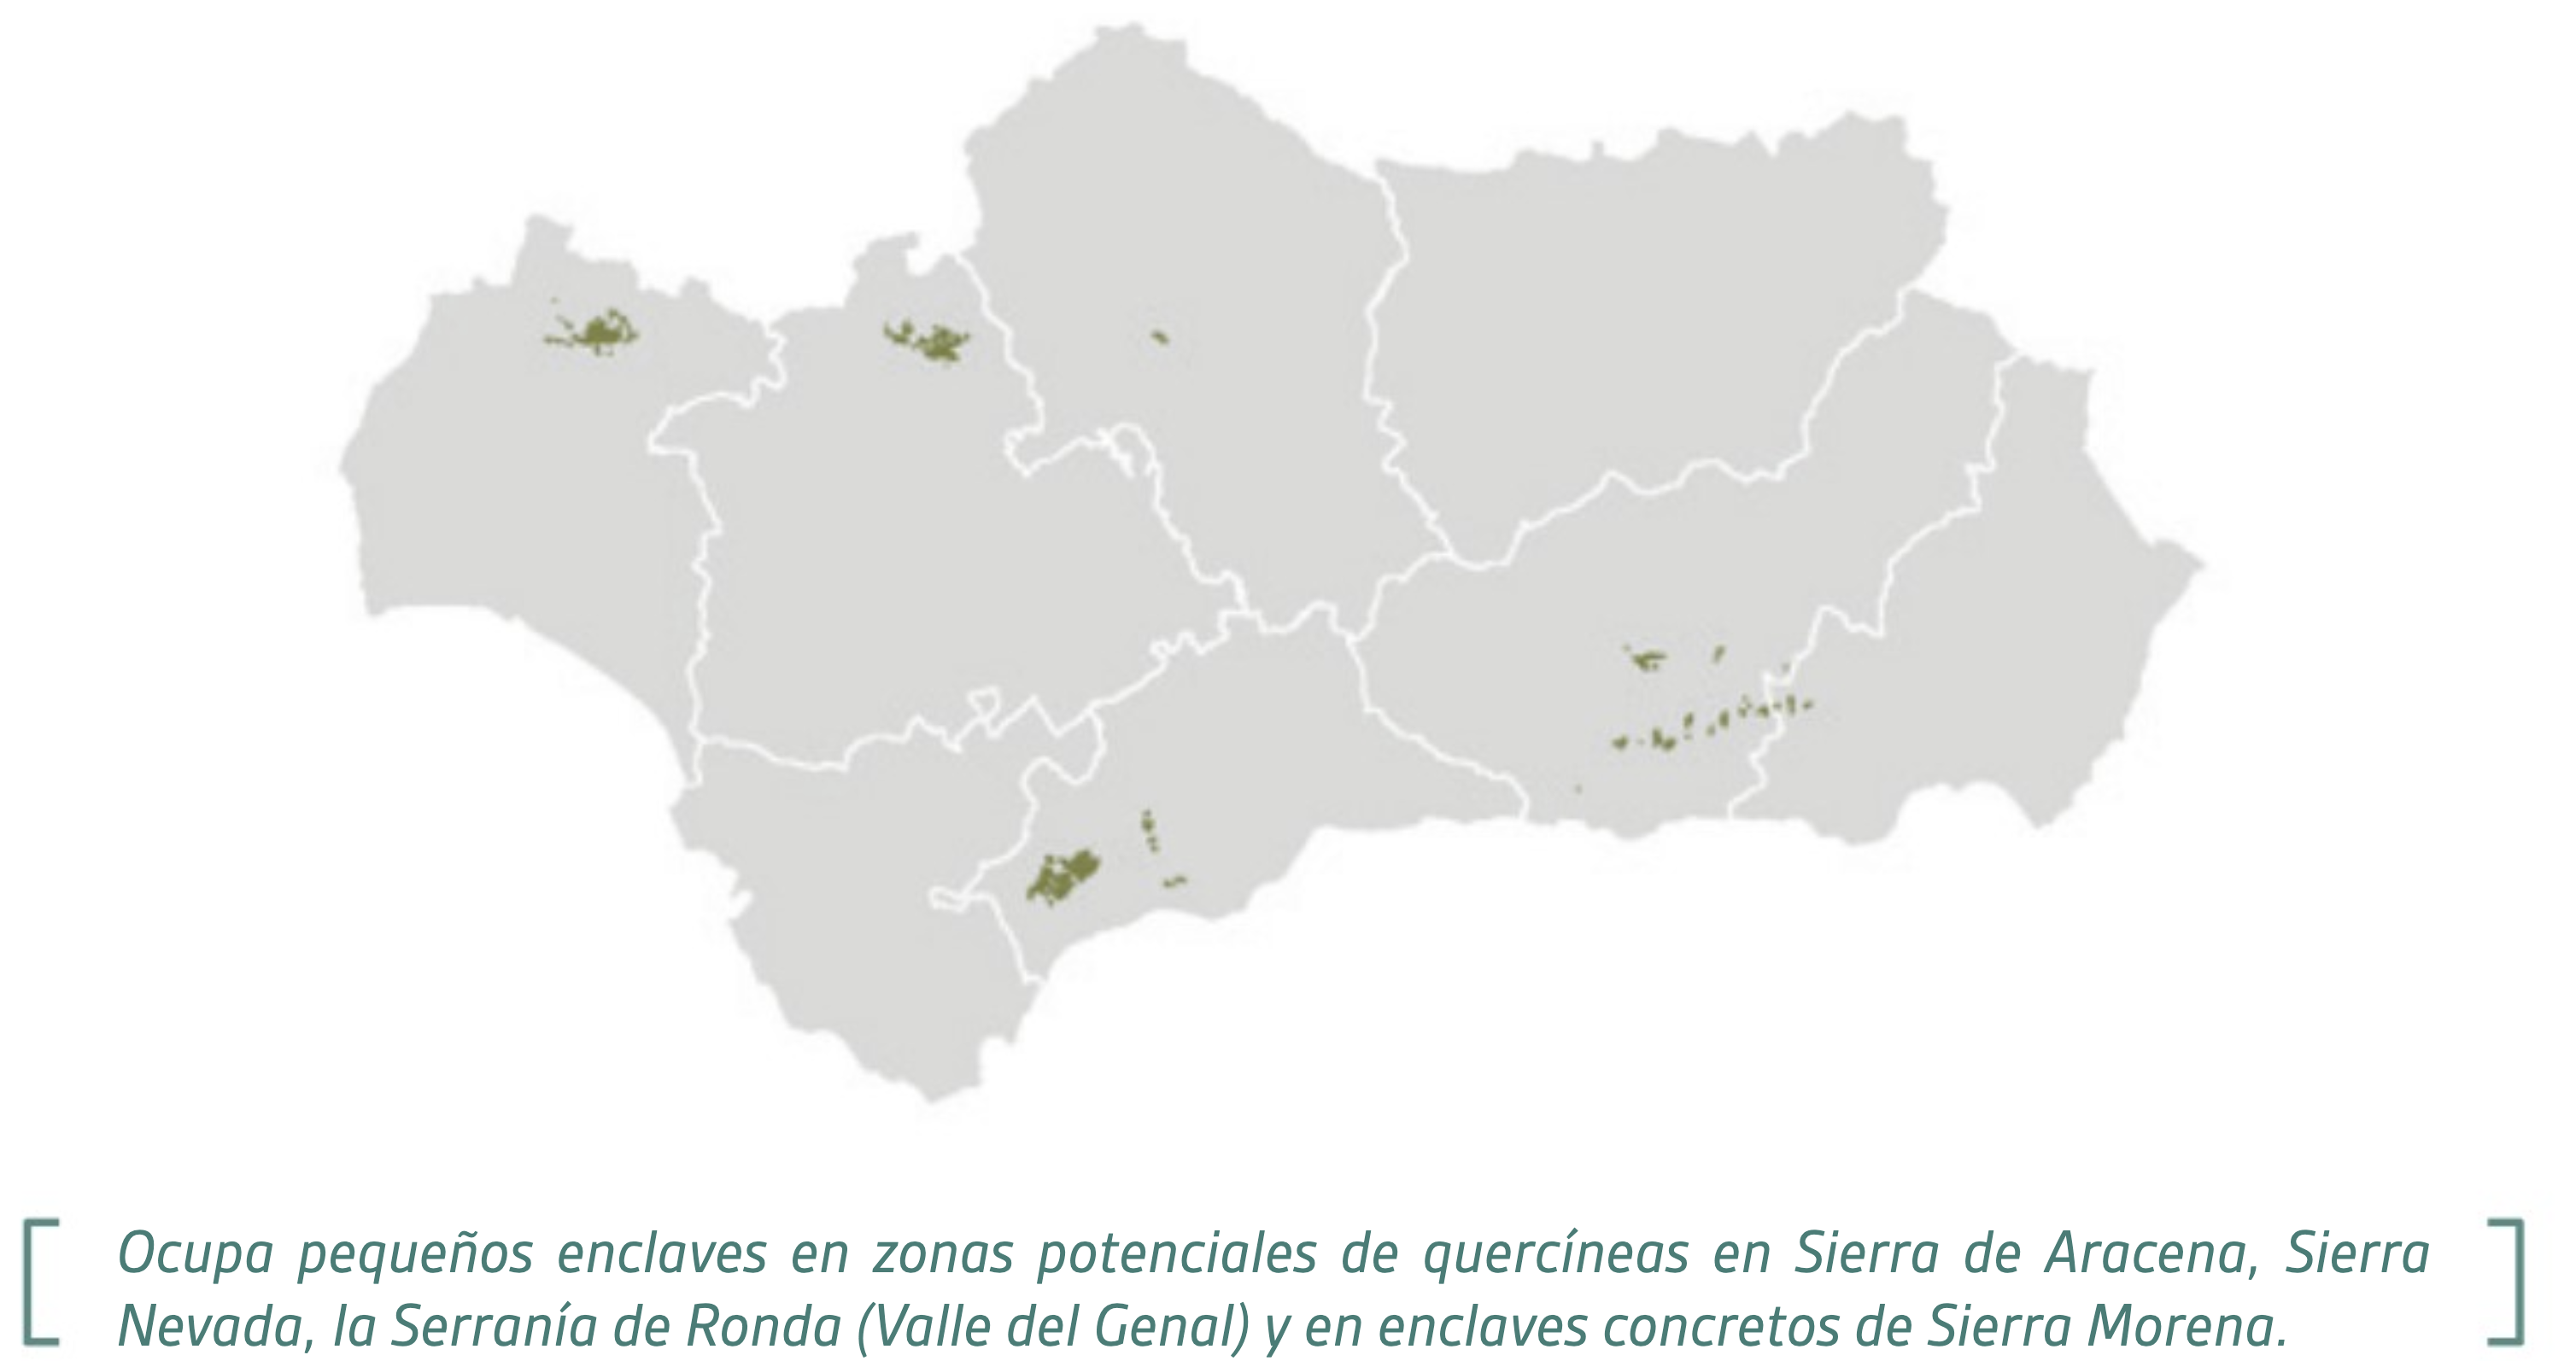 Ocupa pequeños enclaves en zonas potenciales de quercíneas en Sierra de Aracena, Sierra
Nevada, la Serranía de Ronda (Valle del Genal) y en enclaves concretos de Sierra Morena.